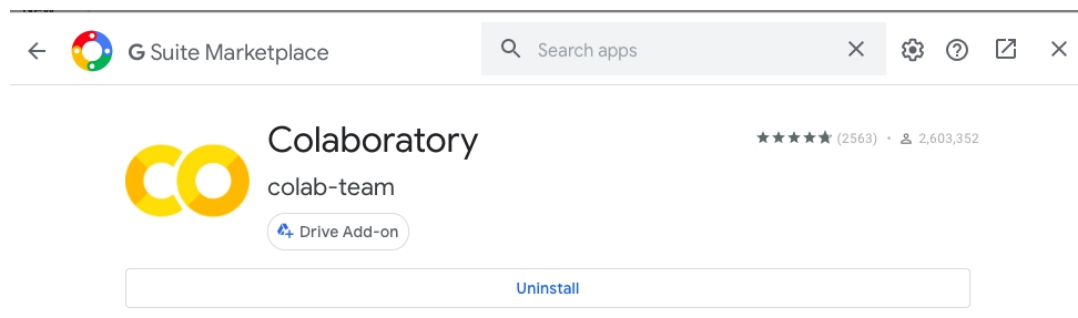 G Suite Marketplace
Search apps
Colaboratory
(2563)
2,603,352
colab-team
Drive Add-on
Uninstall